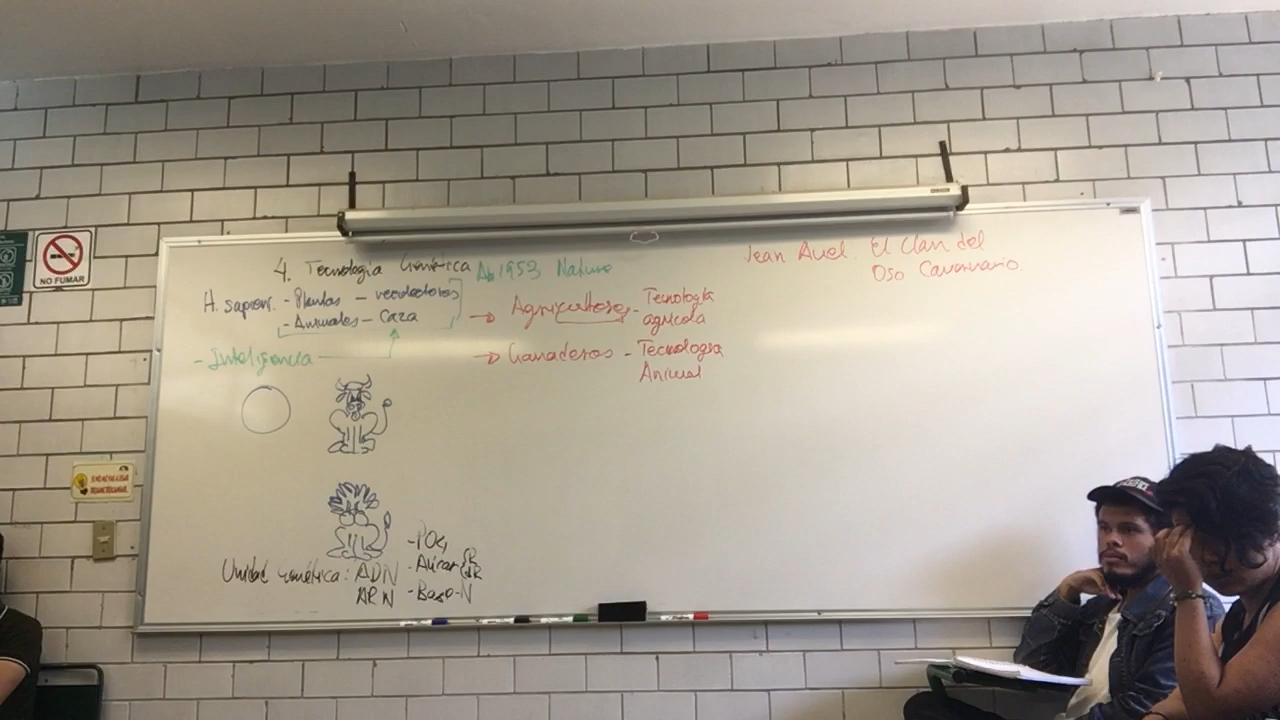 NO FUMAR
4. Tecnología Genética
1953 Nature
Jean Auel. El Clan del
Oso Cavernario.
H. sapiens. - Plantas - recolectores
- Animales - Caza
→ Agricultores - Tecnología
agrícola
- Inteligencia
→ Ganaderos - Tecnología
Animal
Unidad genética: ADN
ARN
- PO4
- Azúcar { R
dR
- Base-N